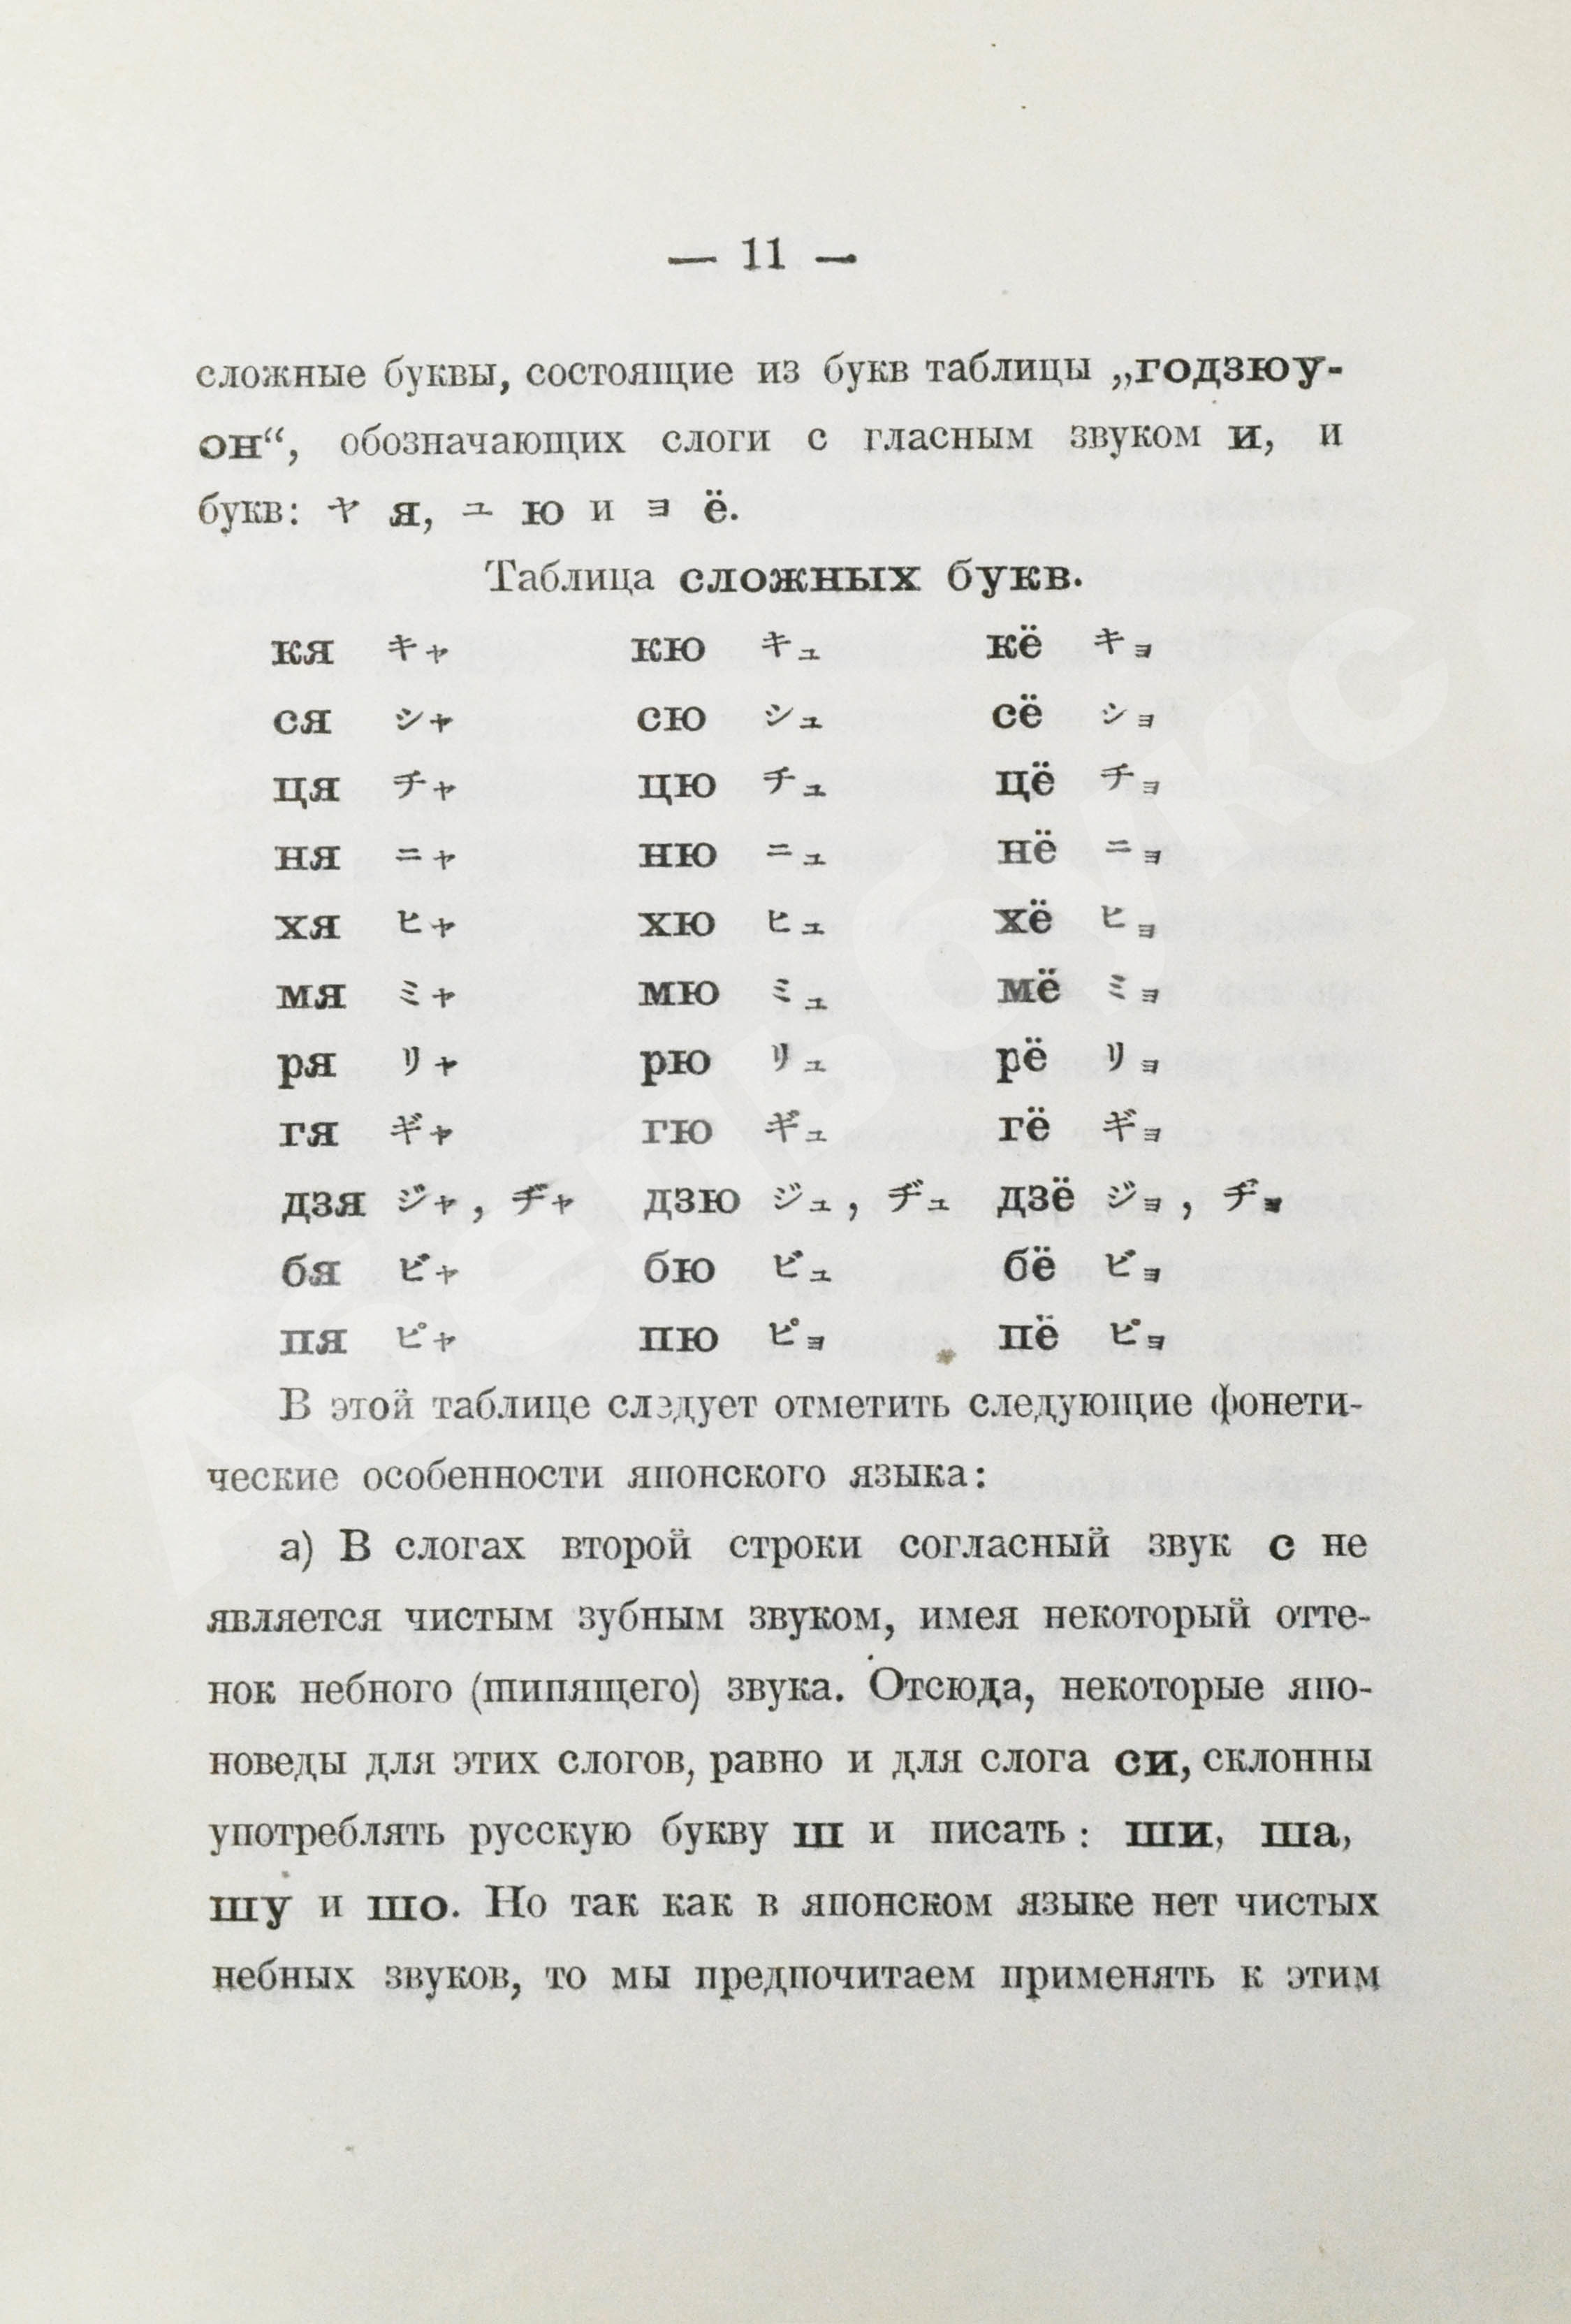 — 11 —
сложные буквы, состоящие из букв таблицы „годзюу-
он“, обозначающих слоги с гласным звуком и, и
букв: ヤ я, ユ ю и ヨ ё.
Таблица сложных букв.
кя キャ кю キュ кё キョ
ся シャ сю シュ сё ショ
ця チャ цю チュ цё チョ
ня ニャ ню ニュ нё ニョ
хя ヒャ хю ヒュ хё ヒョ
мя ミャ мю ミュ мё ミョ
ря リャ рю リュ рё リョ
гя ギャ гю ギュ гё ギョ
дзя ジャ, ヂャ дзю ジュ, ヂュ дзё ジョ, ヂョ
бя ビャ бю ビュ бё ビョ
пя ピャ пю ピョ пё ピョ
В этой таблице следует отметить следующие фонети-
ческие особенности японского языка:
а) В слогах второй строки согласный звук с не
является чистым зубным звуком, имея некоторый отте-
нок небного (шипящего) звука. Отсюда, некоторые япо-
новеды для этих слогов, равно и для слога си, склонны
употреблять русскую букву ш и писать: ши, ша,
шу и шо. Но так как в японском языке нет чистых
небных звуков, то мы предпочитаем применять к этим